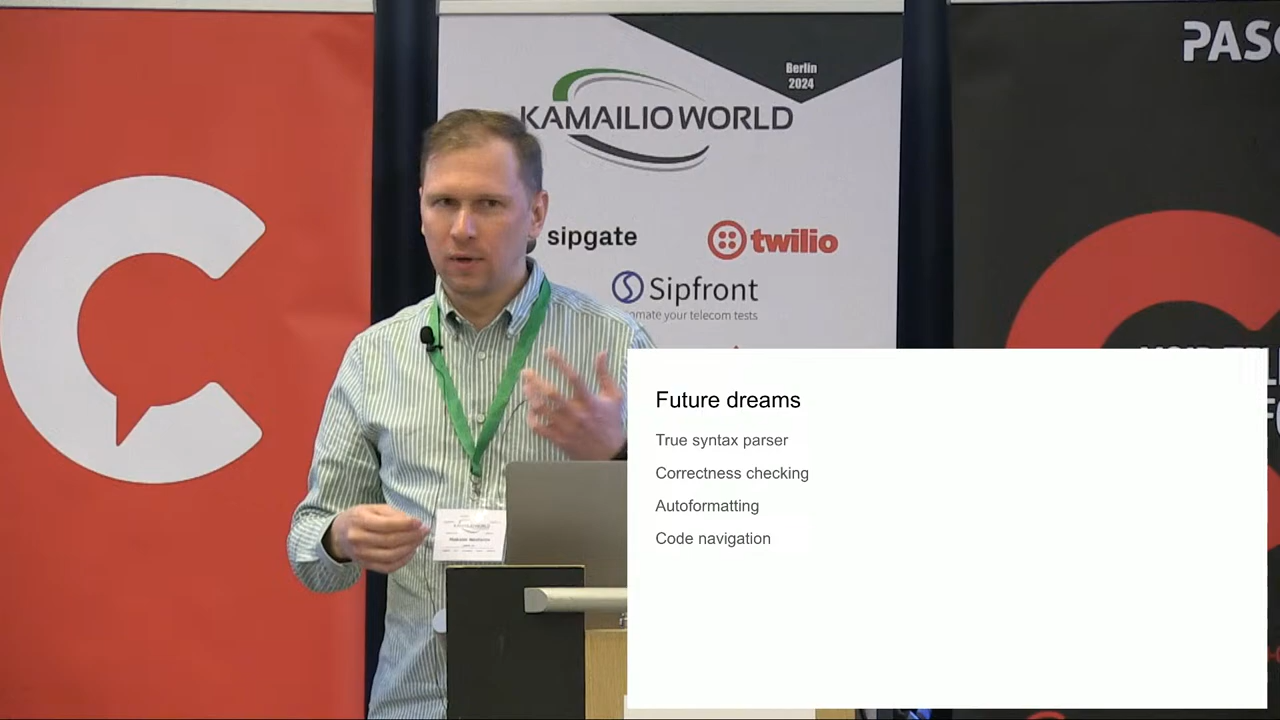 PASC
Berlin
2024
KAMAILIO WORLD
sipgate
twilio
Sipfront
mate your telecom tests
Future dreams
True syntax parser
Correctness checking
Autoformatting
Code navigation